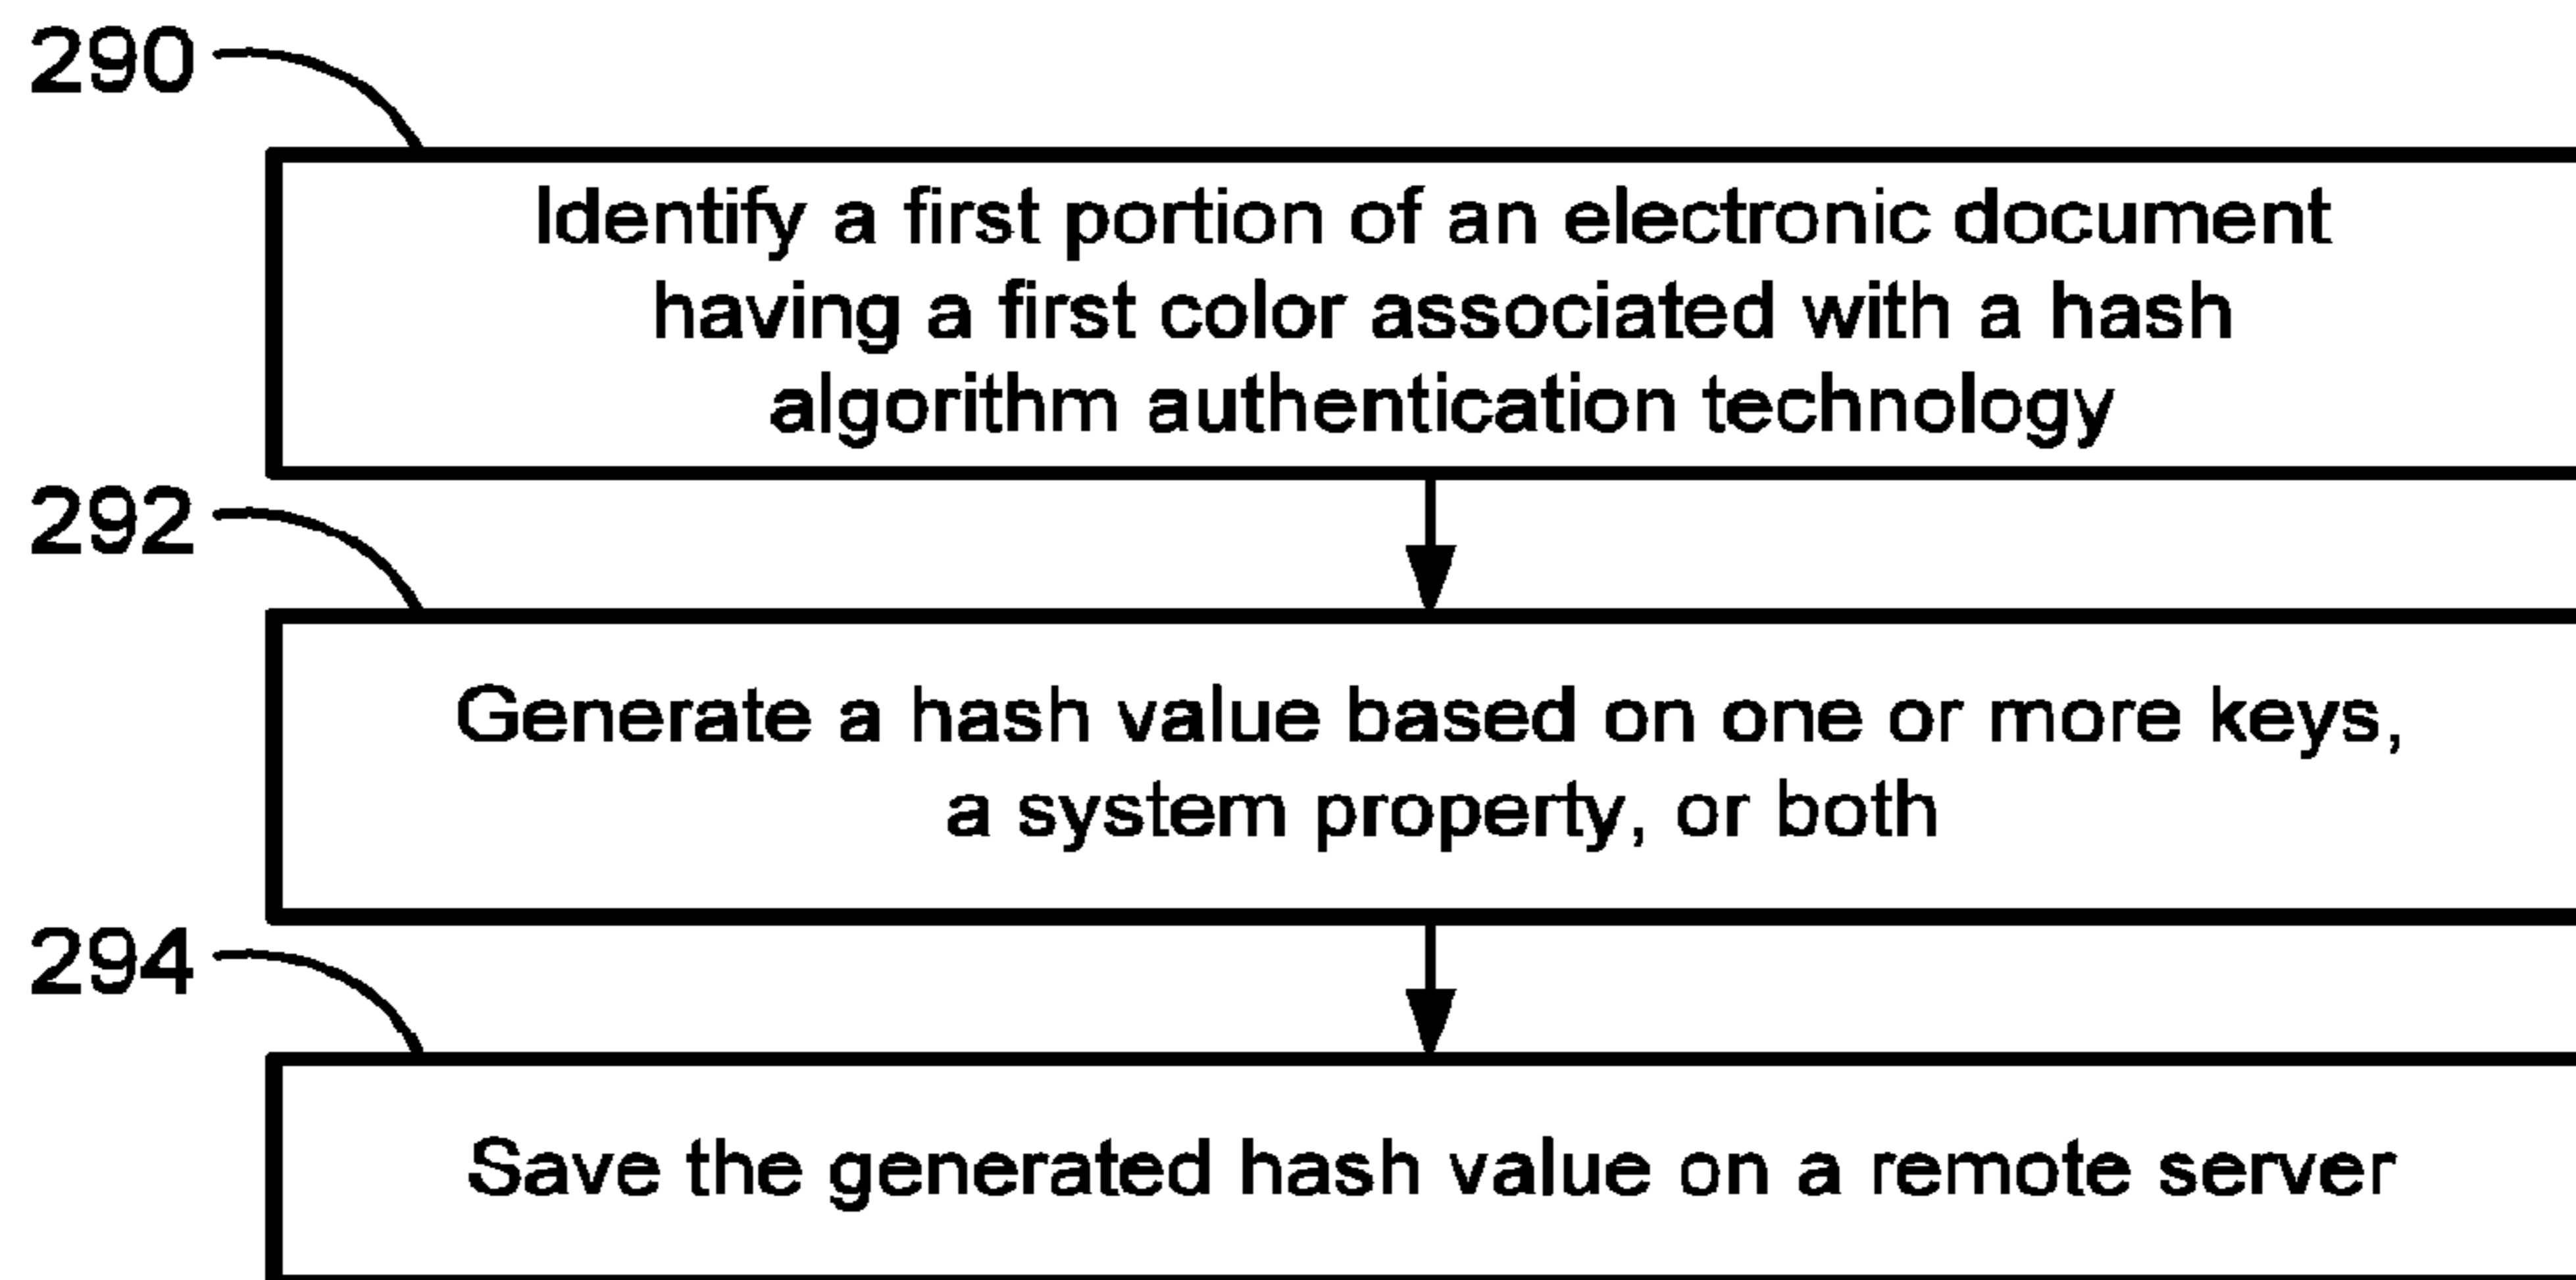 290
Identify a first portion of an electronic document
having a first color associated with a hash
algorithm authentication technology
292
Generate a hash value based on one or more keys,
a system property, or both
294
Save the generated hash value on a remote server